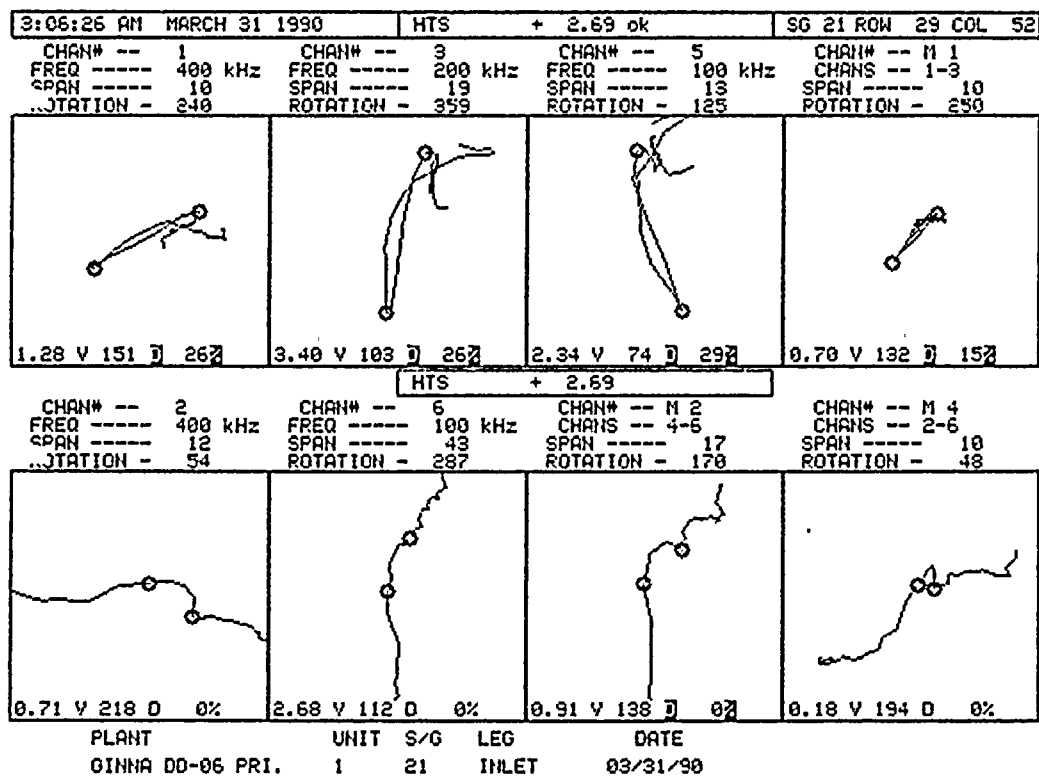 3:06:26 AM MARCH 31 1990 HTS + 2.69 ok SG 21 ROW 29 COL 52
CHAN# -- 1 CHAN# -- 3 CHAN# -- 5 CHAN# -- M 1
FREQ ----- 400 kHz FREQ ----- 200 kHz FREQ ----- 100 kHz CHANS -- 1-3
SPAN ----- 10 SPAN ----- 19 SPAN ----- 13 SPAN ----- 10
ROTATION - 240 ROTATION - 359 ROTATION - 125 ROTATION - 250
1.28 V 151 D 26% 3.40 V 103 D 26% 2.34 V 74 D 29% 0.70 V 132 D 15%
HTS + 2.69
CHAN# -- 2 CHAN# -- 6 CHAN# -- M 2 CHAN# -- M 4
FREQ ----- 400 kHz FREQ ----- 100 kHz CHANS -- 4-6 CHANS -- 2-6
SPAN ----- 12 SPAN ----- 43 SPAN ----- 17 SPAN ----- 10
ROTATION - 54 ROTATION - 287 ROTATION - 170 ROTATION - 48
0.71 V 218 D 0% 2.68 V 112 D 0% 0.91 V 138 D 0% 0.18 V 194 D 0%
PLANT UNIT S/G LEG DATE
GINNA DD-06 PRI. 1 21 INLET 03/31/90